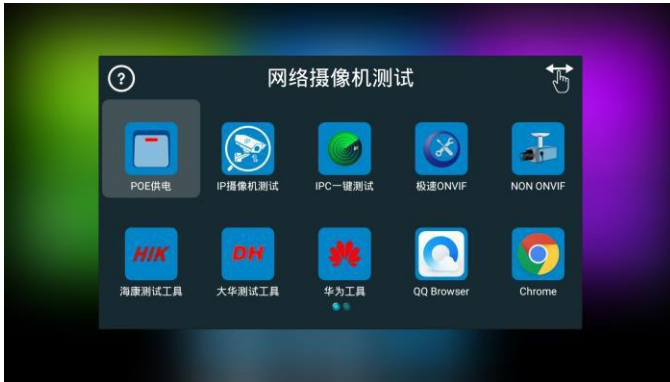 ?
网络摄像机测试
POE供电
IP摄像机测试
IPC一键测试
极速ONVIF
NON ONVIF
HIK
DH
海康测试工具
大华测试工具
华为工具
QQ Browser
Chrome